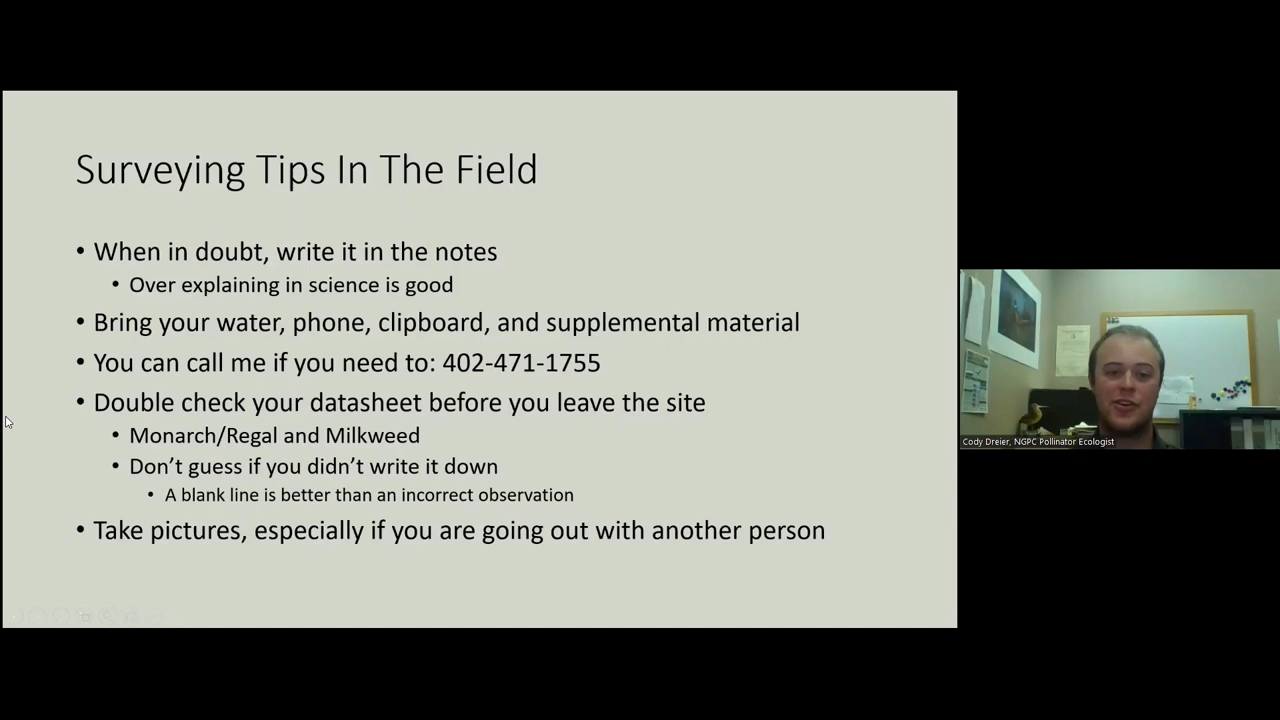 Surveying Tips In The Field
• When in doubt, write it in the notes
• Over explaining in science is good
• Bring your water, phone, clipboard, and supplemental material
• You can call me if you need to: 402-471-1755
• Double check your datasheet before you leave the site
• Monarch/Regal and Milkweed
• Don’t guess if you didn’t write it down
• A blank line is better than an incorrect observation
• Take pictures, especially if you are going out with another person
Cody Dreier, NGPC Pollinator Ecologist